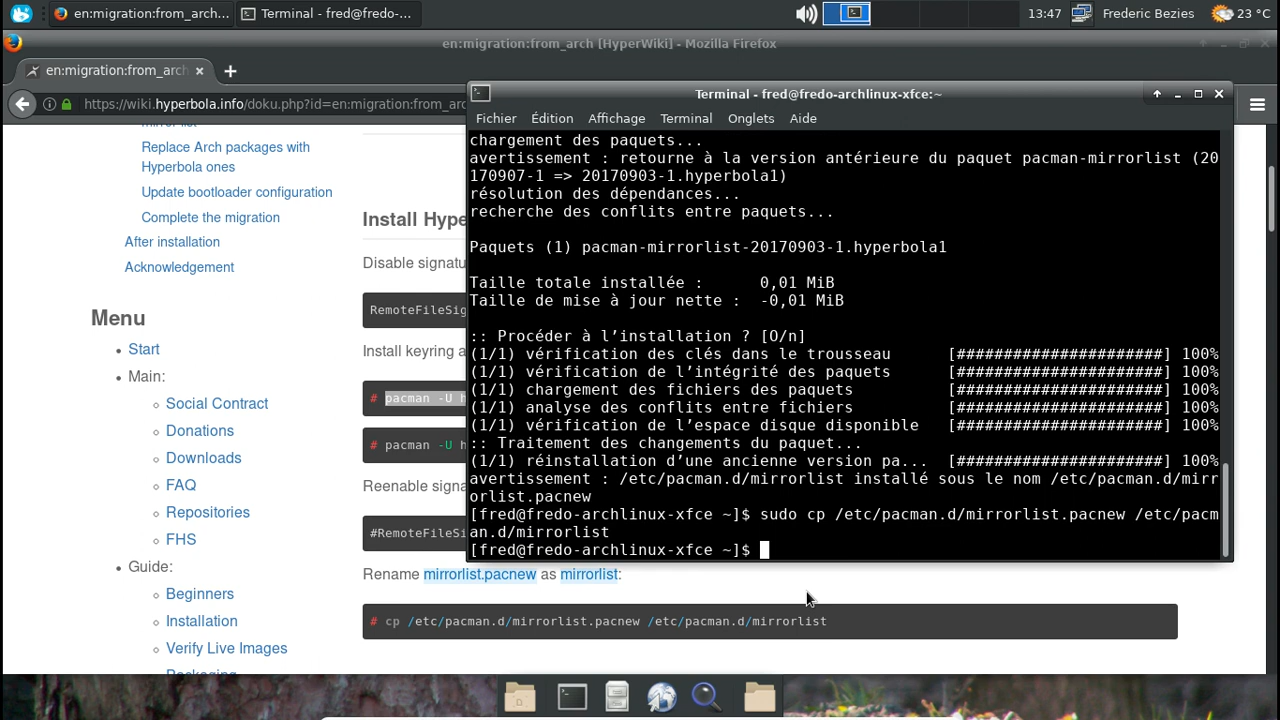 en:migration:from_arch...
Terminal - fred@fredo-...
13:47
Frederic Bezies
23 °C
en:migration:from_arch [HyperWiki] - Mozilla Firefox
en:migration:from_arch
https://wiki.hyperbola.info/doku.php?id=en:migration:from_arc
Replace Arch packages with
Hyperbola ones
Update bootloader configuration
Complete the migration
After installation
Acknowledgement
Menu
Start
Main:
Social Contract
Donations
Downloads
FAQ
Repositories
FHS
Guide:
Beginners
Installation
Verify Live Images
Packaging
Install Hype
Disable signatu
RemoteFileSig
Install keyring a
# pacman -U h
# pacman -U h
Reenable signa
#RemoteFileSi
Rename mirrorlist.pacnew as mirrorlist:
# cp /etc/pacman.d/mirrorlist.pacnew /etc/pacman.d/mirrorlist
Terminal - fred@fredo-archlinux-xfce:~
Fichier Édition Affichage Terminal Onglets Aide
chargement des paquets...
avertissement : retourne à la version antérieure du paquet pacman-mirrorlist (20
170907-1 => 20170903-1.hyperbola1)
résolution des dépendances...
recherche des conflits entre paquets...
Paquets (1) pacman-mirrorlist-20170903-1.hyperbola1
Taille totale installée : 0,01 MiB
Taille de mise à jour nette : -0,01 MiB
:: Procéder à l’installation ? [O/n]
(1/1) vérification des clés dans le trousseau [######################] 100%
(1/1) vérification de l’intégrité des paquets [######################] 100%
(1/1) chargement des fichiers des paquets [######################] 100%
(1/1) analyse des conflits entre fichiers [######################] 100%
(1/1) vérification de l’espace disque disponible [######################] 100%
:: Traitement des changements du paquet...
(1/1) réinstallation d’une ancienne version pa... [######################] 100%
avertissement : /etc/pacman.d/mirrorlist installé sous le nom /etc/pacman.d/mirr
orlist.pacnew
[fred@fredo-archlinux-xfce ~]$ sudo cp /etc/pacman.d/mirrorlist.pacnew /etc/pacm
an.d/mirrorlist
[fred@fredo-archlinux-xfce ~]$